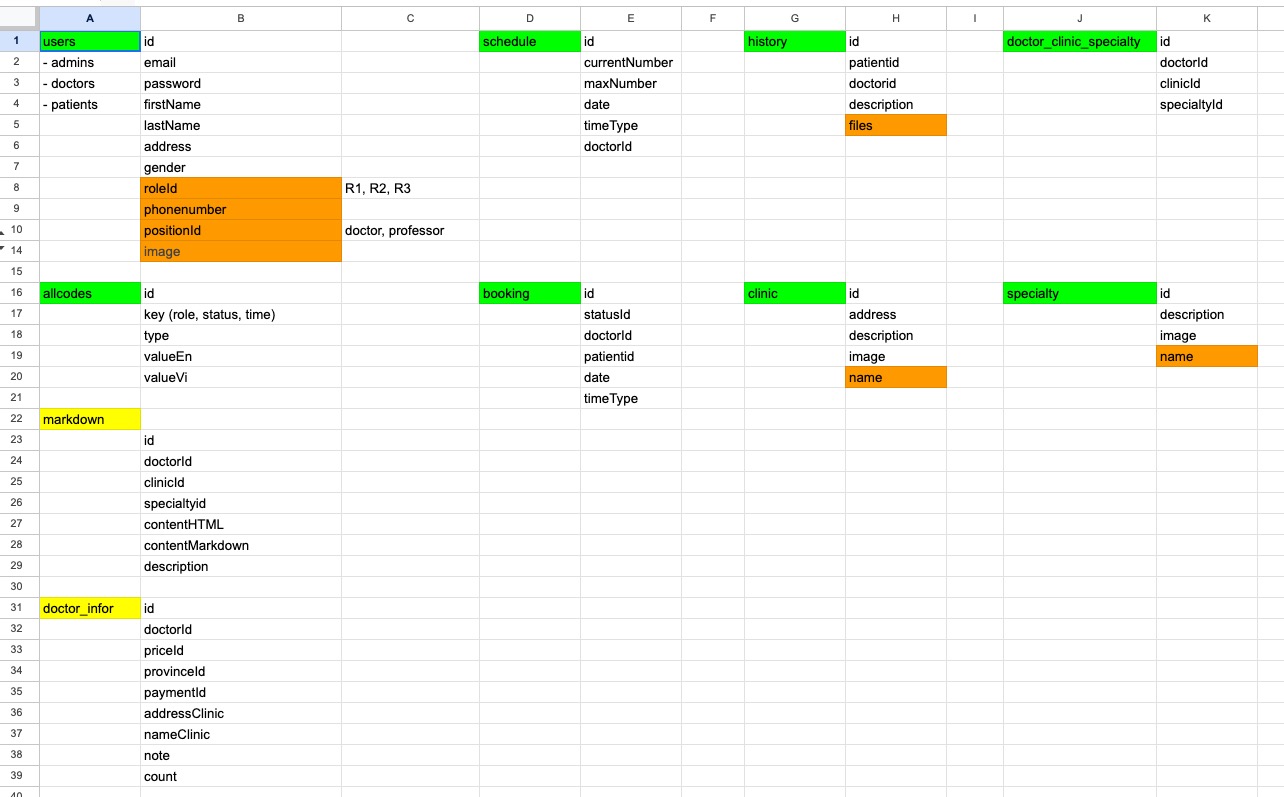 A B C D E F G H I J K
1 users id schedule id history id doctor_clinic_specialty id
2 - admins email currentNumber patientid doctorId
3 - doctors password maxNumber doctorid clinicId
4 - patients firstName date description specialtyId
5 lastName timeType files
6 address doctorId
7 gender
8 roleId R1, R2, R3
9 phonenumber
10 positionId doctor, professor
14 image
15
16 allcodes id booking id clinic id specialty id
17 key (role, status, time) statusId address description
18 type doctorId description image
19 valueEn patientid image name
20 valueVi date name
21 timeType
22 markdown
23 id
24 doctorId
25 clinicId
26 specialtyid
27 contentHTML
28 contentMarkdown
29 description
30
31 doctor_infor id
32 doctorId
33 priceId
34 provinceId
35 paymentId
36 addressClinic
37 nameClinic
38 note
39 count
40